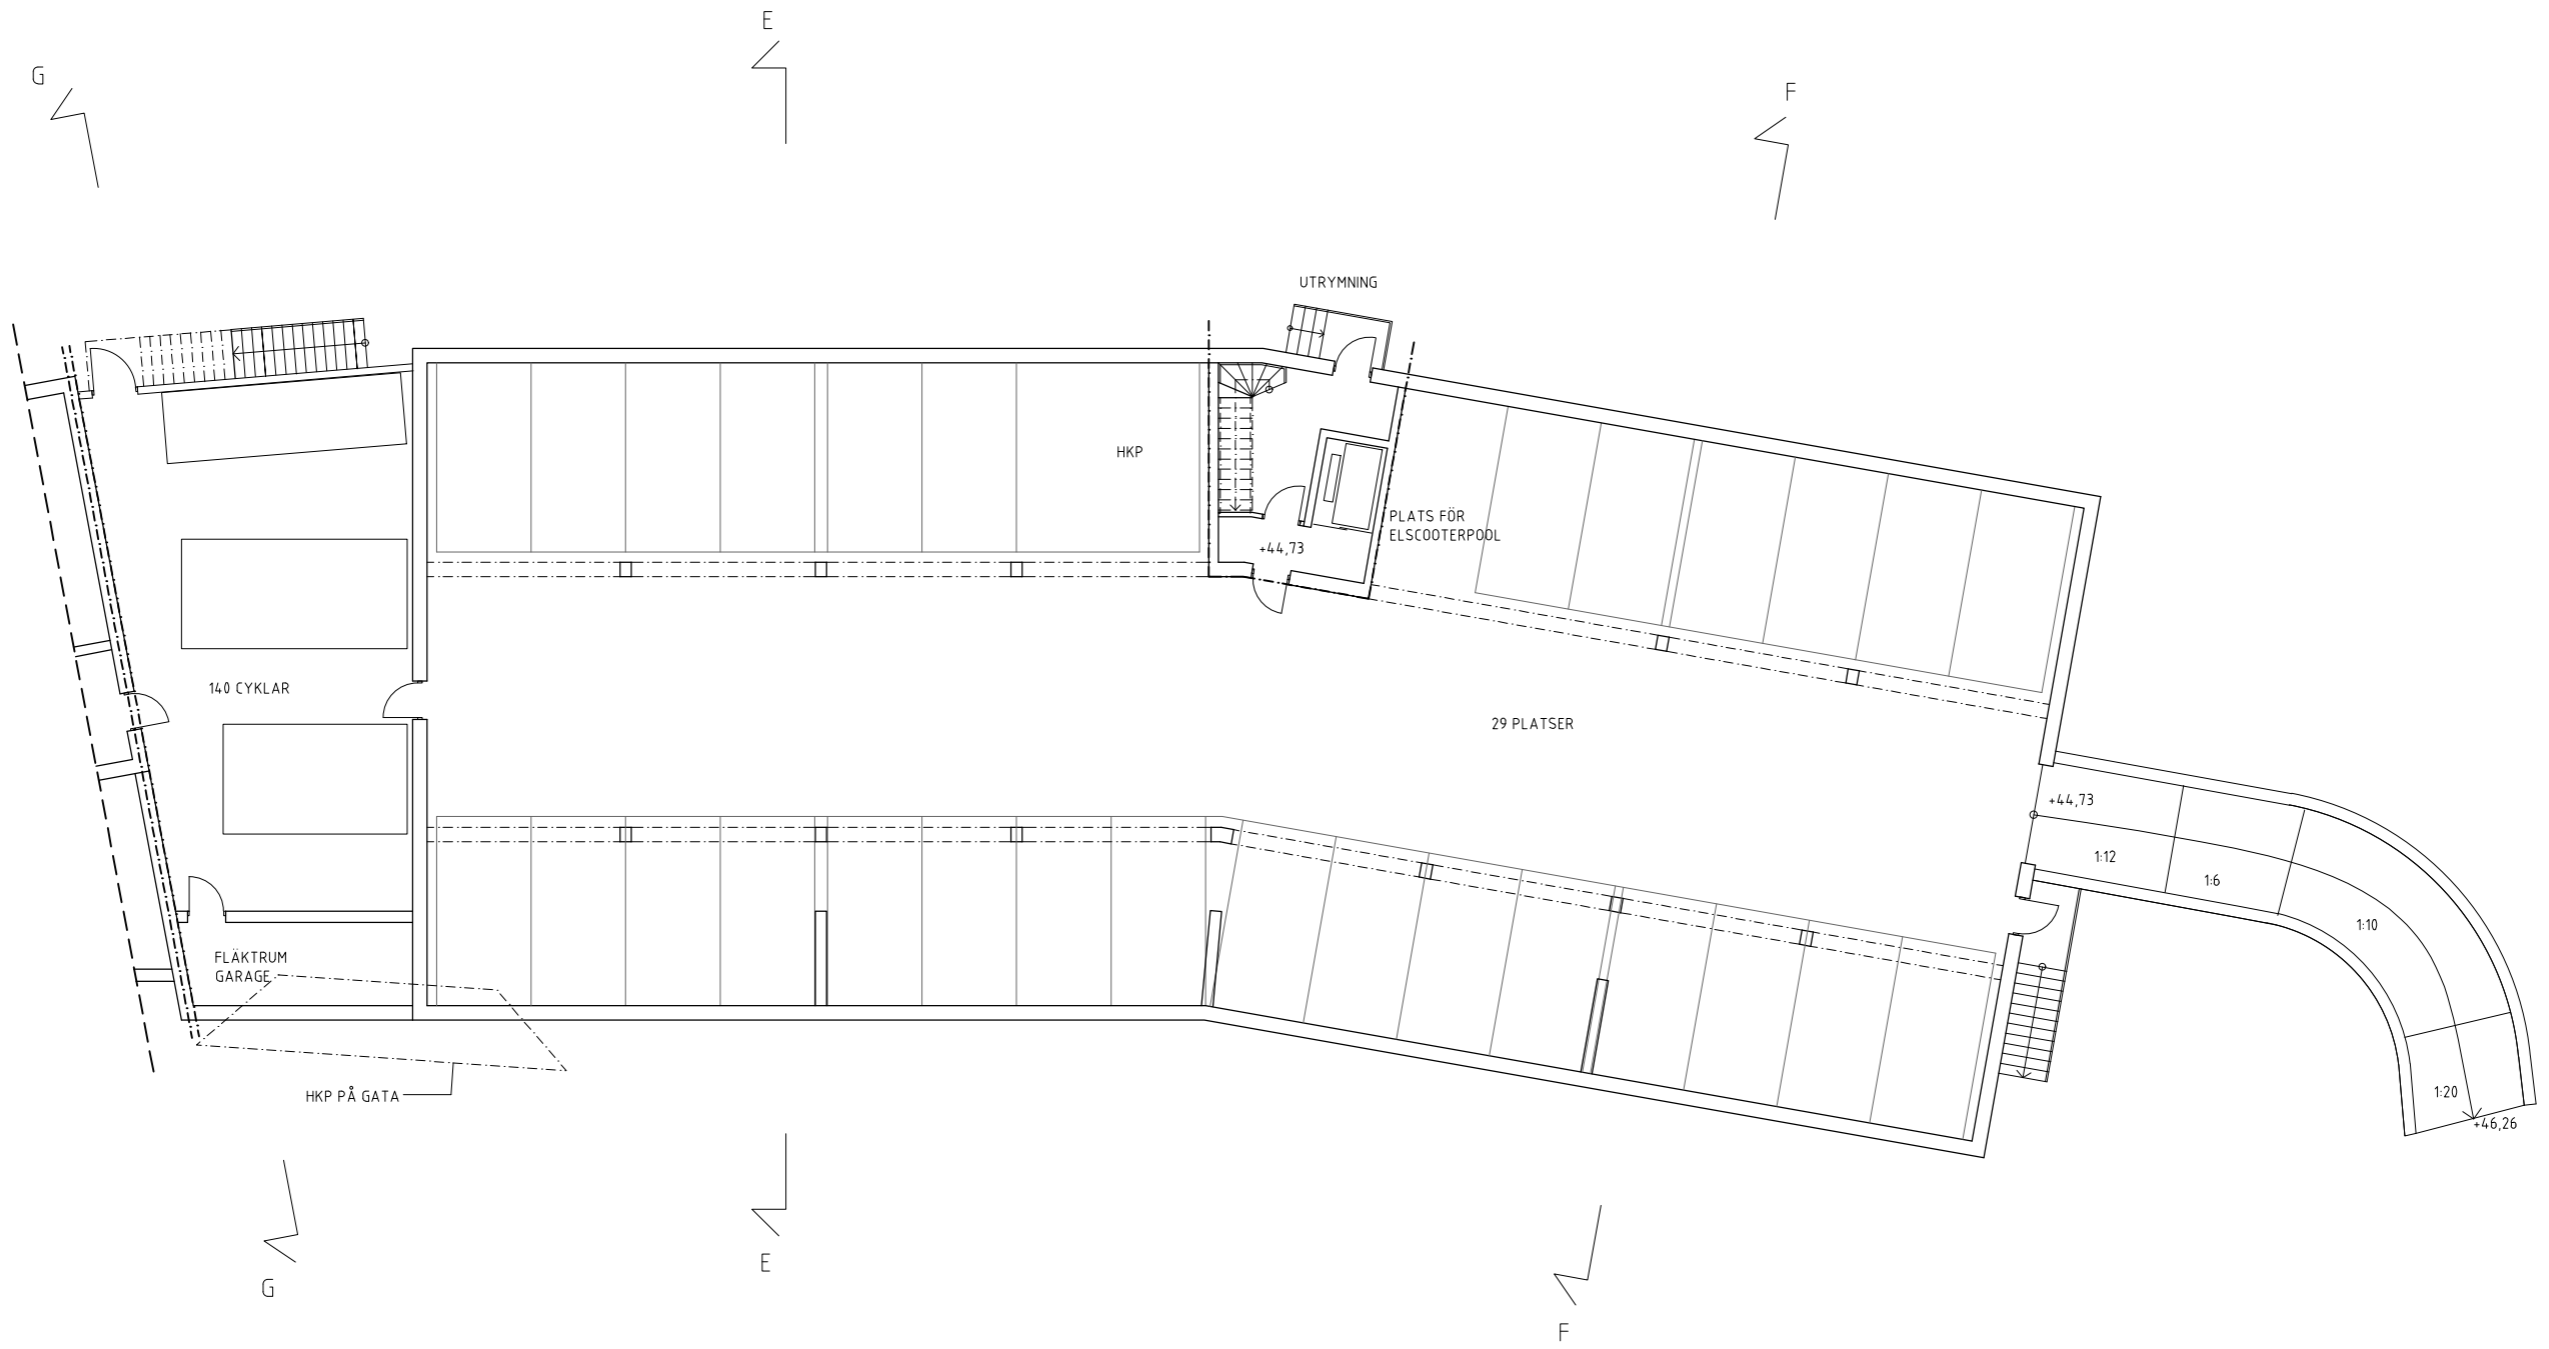 E
G
F
UTRYMNING
HKP
PLATS FÖR
ELSCOOTERPOOL
+44,73
140 CYKLAR
29 PLATSER
+44,73
1:12
1:6
1:10
FLÄKTRUM
GARAGE
HKP PÅ GATA
1:20
+46,26
E
G
F